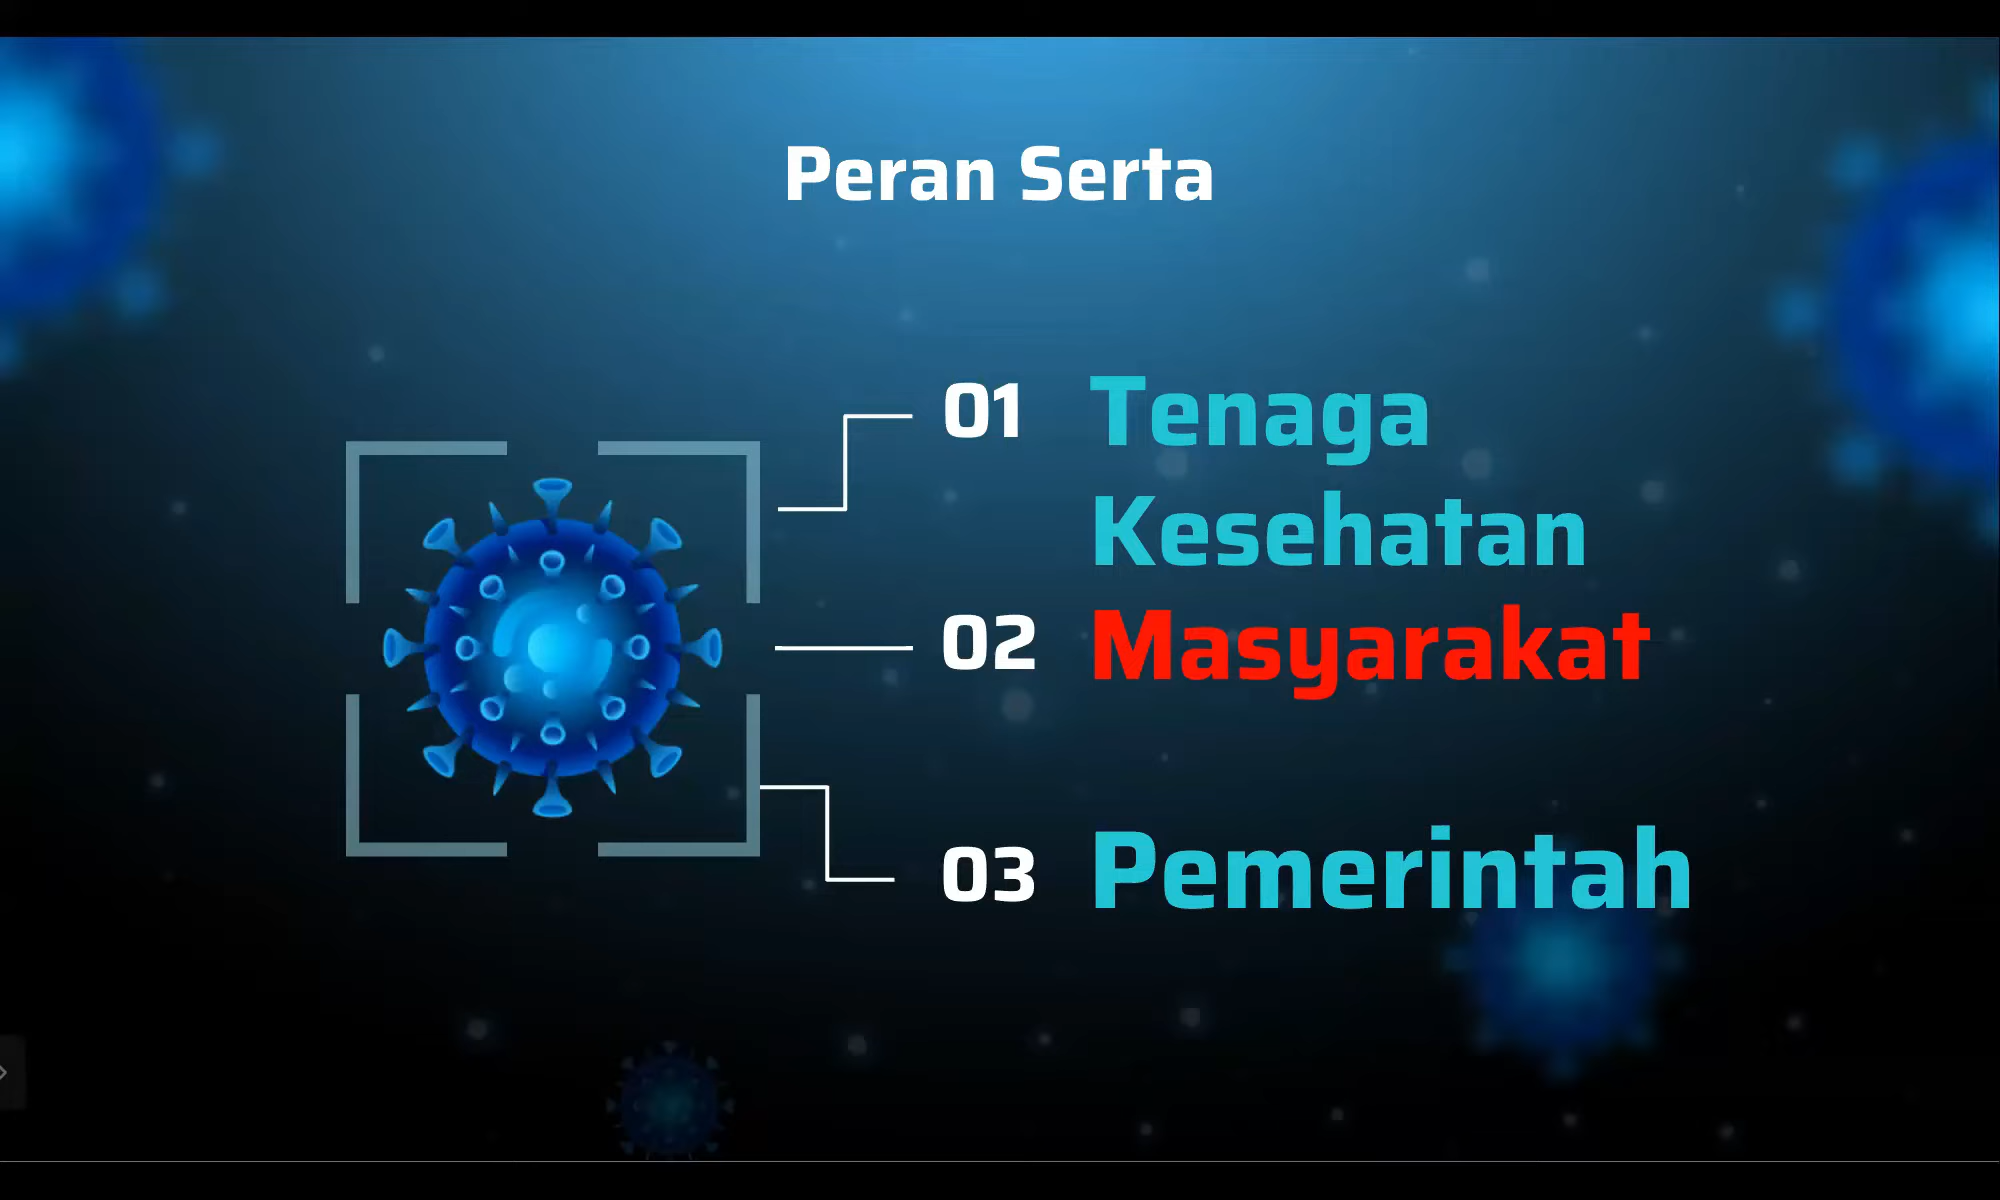 Peran Serta
01 Tenaga
Kesehatan
02 Masyarakat
03 Pemerintah